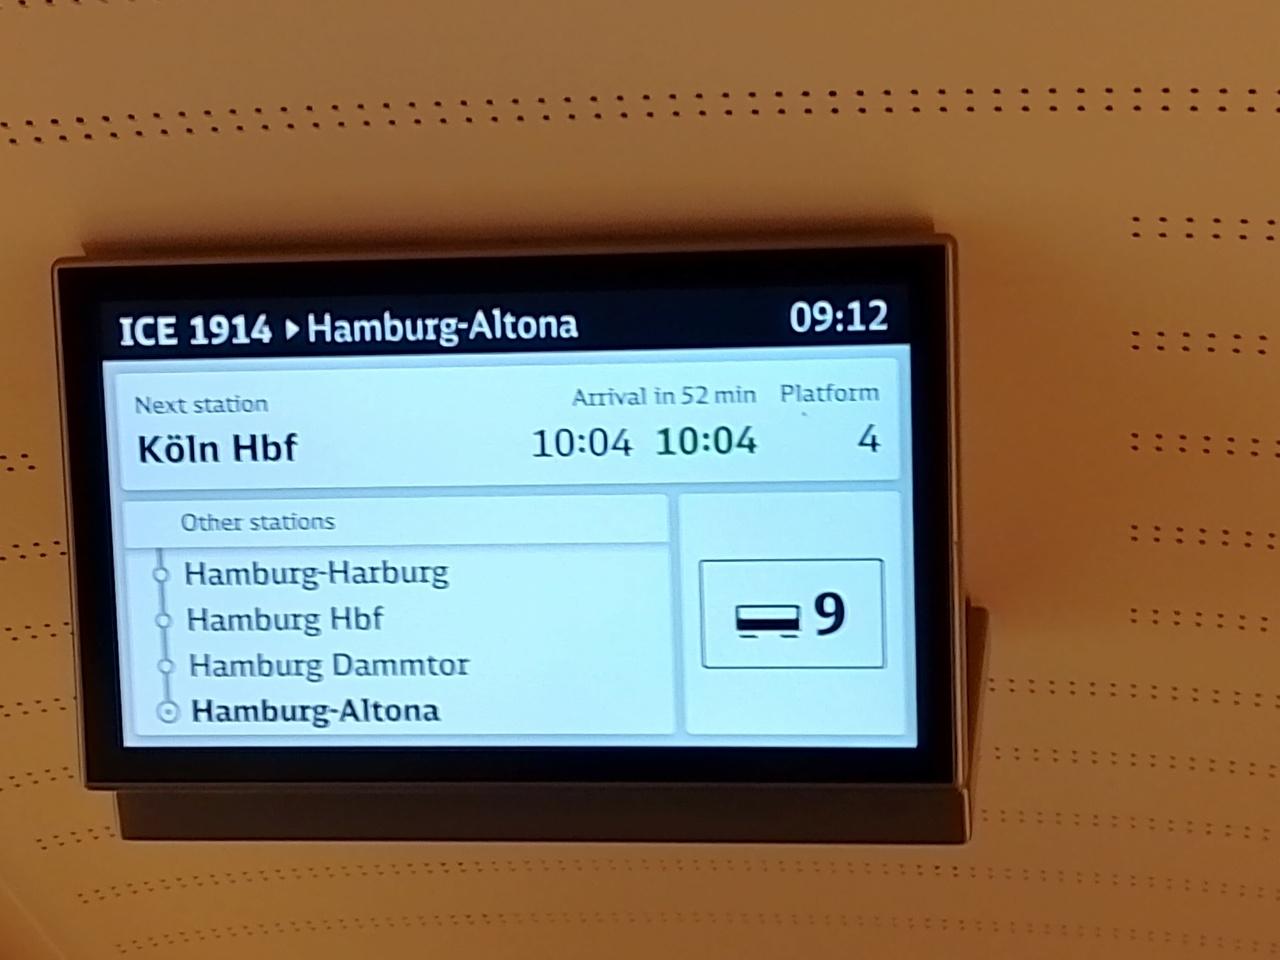 ICE 1914 ▸ Hamburg-Altona 09:12
Next station Arrival in 52 min Platform
Köln Hbf 10:04 10:04 4
Other stations
Hamburg-Harburg
Hamburg Hbf
Hamburg Dammtor
Hamburg-Altona
9